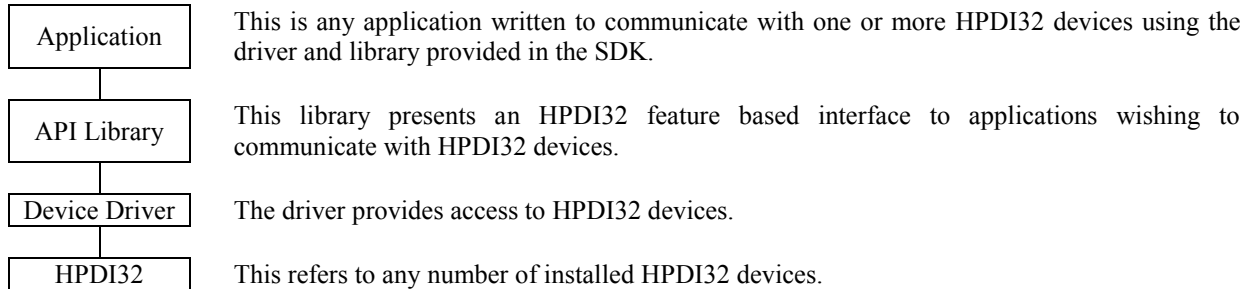 Application
This is any application written to communicate with one or more HPDI32 devices using the
driver and library provided in the SDK.
API Library
This library presents an HPDI32 feature based interface to applications wishing to
communicate with HPDI32 devices.
Device Driver
The driver provides access to HPDI32 devices.
HPDI32
This refers to any number of installed HPDI32 devices.